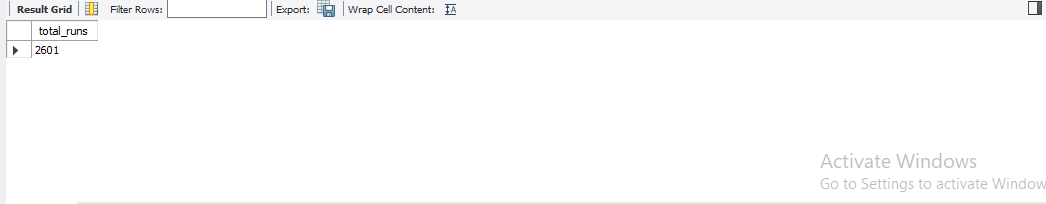 Result Grid Filter Rows: Export: Wrap Cell Content:
total_runs
2601
Activate Windows
Go to Settings to activate Window